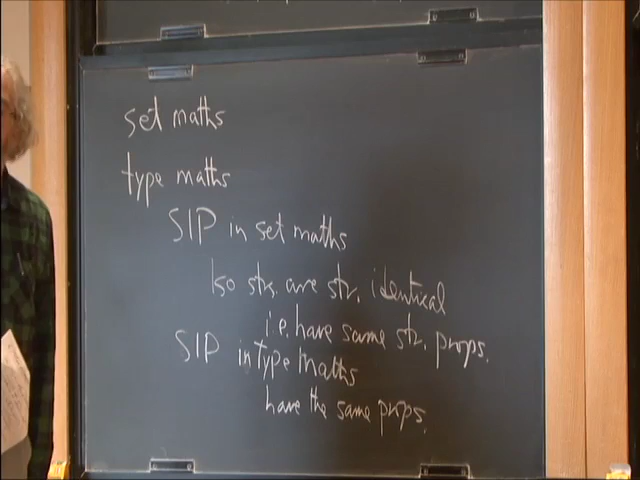 set maths
type maths
SIP in set maths
Iso strs. are str. identical
i.e. have same str. props.
SIP in type maths
have the same props.